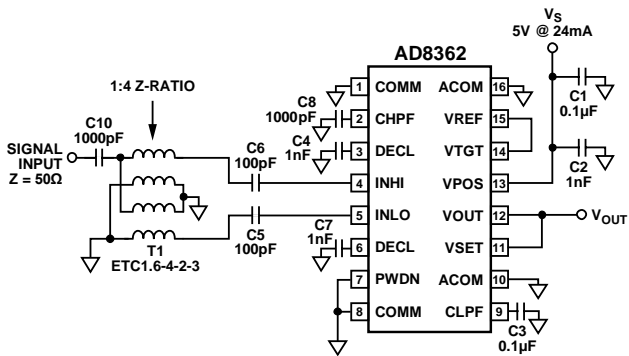 V_S
5V @ 24mA
AD8362
1:4 Z-RATIO
C10
1000pF
SIGNAL
INPUT
Z = 50Ω
C8
1000pF
C4
1nF
C6
100pF
C5
100pF
C7
1nF
T1
ETC1.6-4-2-3
1 COMM
2 CHPF
3 DECL
4 INHI
5 INLO
6 DECL
7 PWDN
8 COMM
ACOM 16
VREF 15
VTGT 14
VPOS 13
VOUT 12
VSET 11
ACOM 10
CLPF 9
C1
0.1µF
C2
1nF
V_OUT
C3
0.1µF